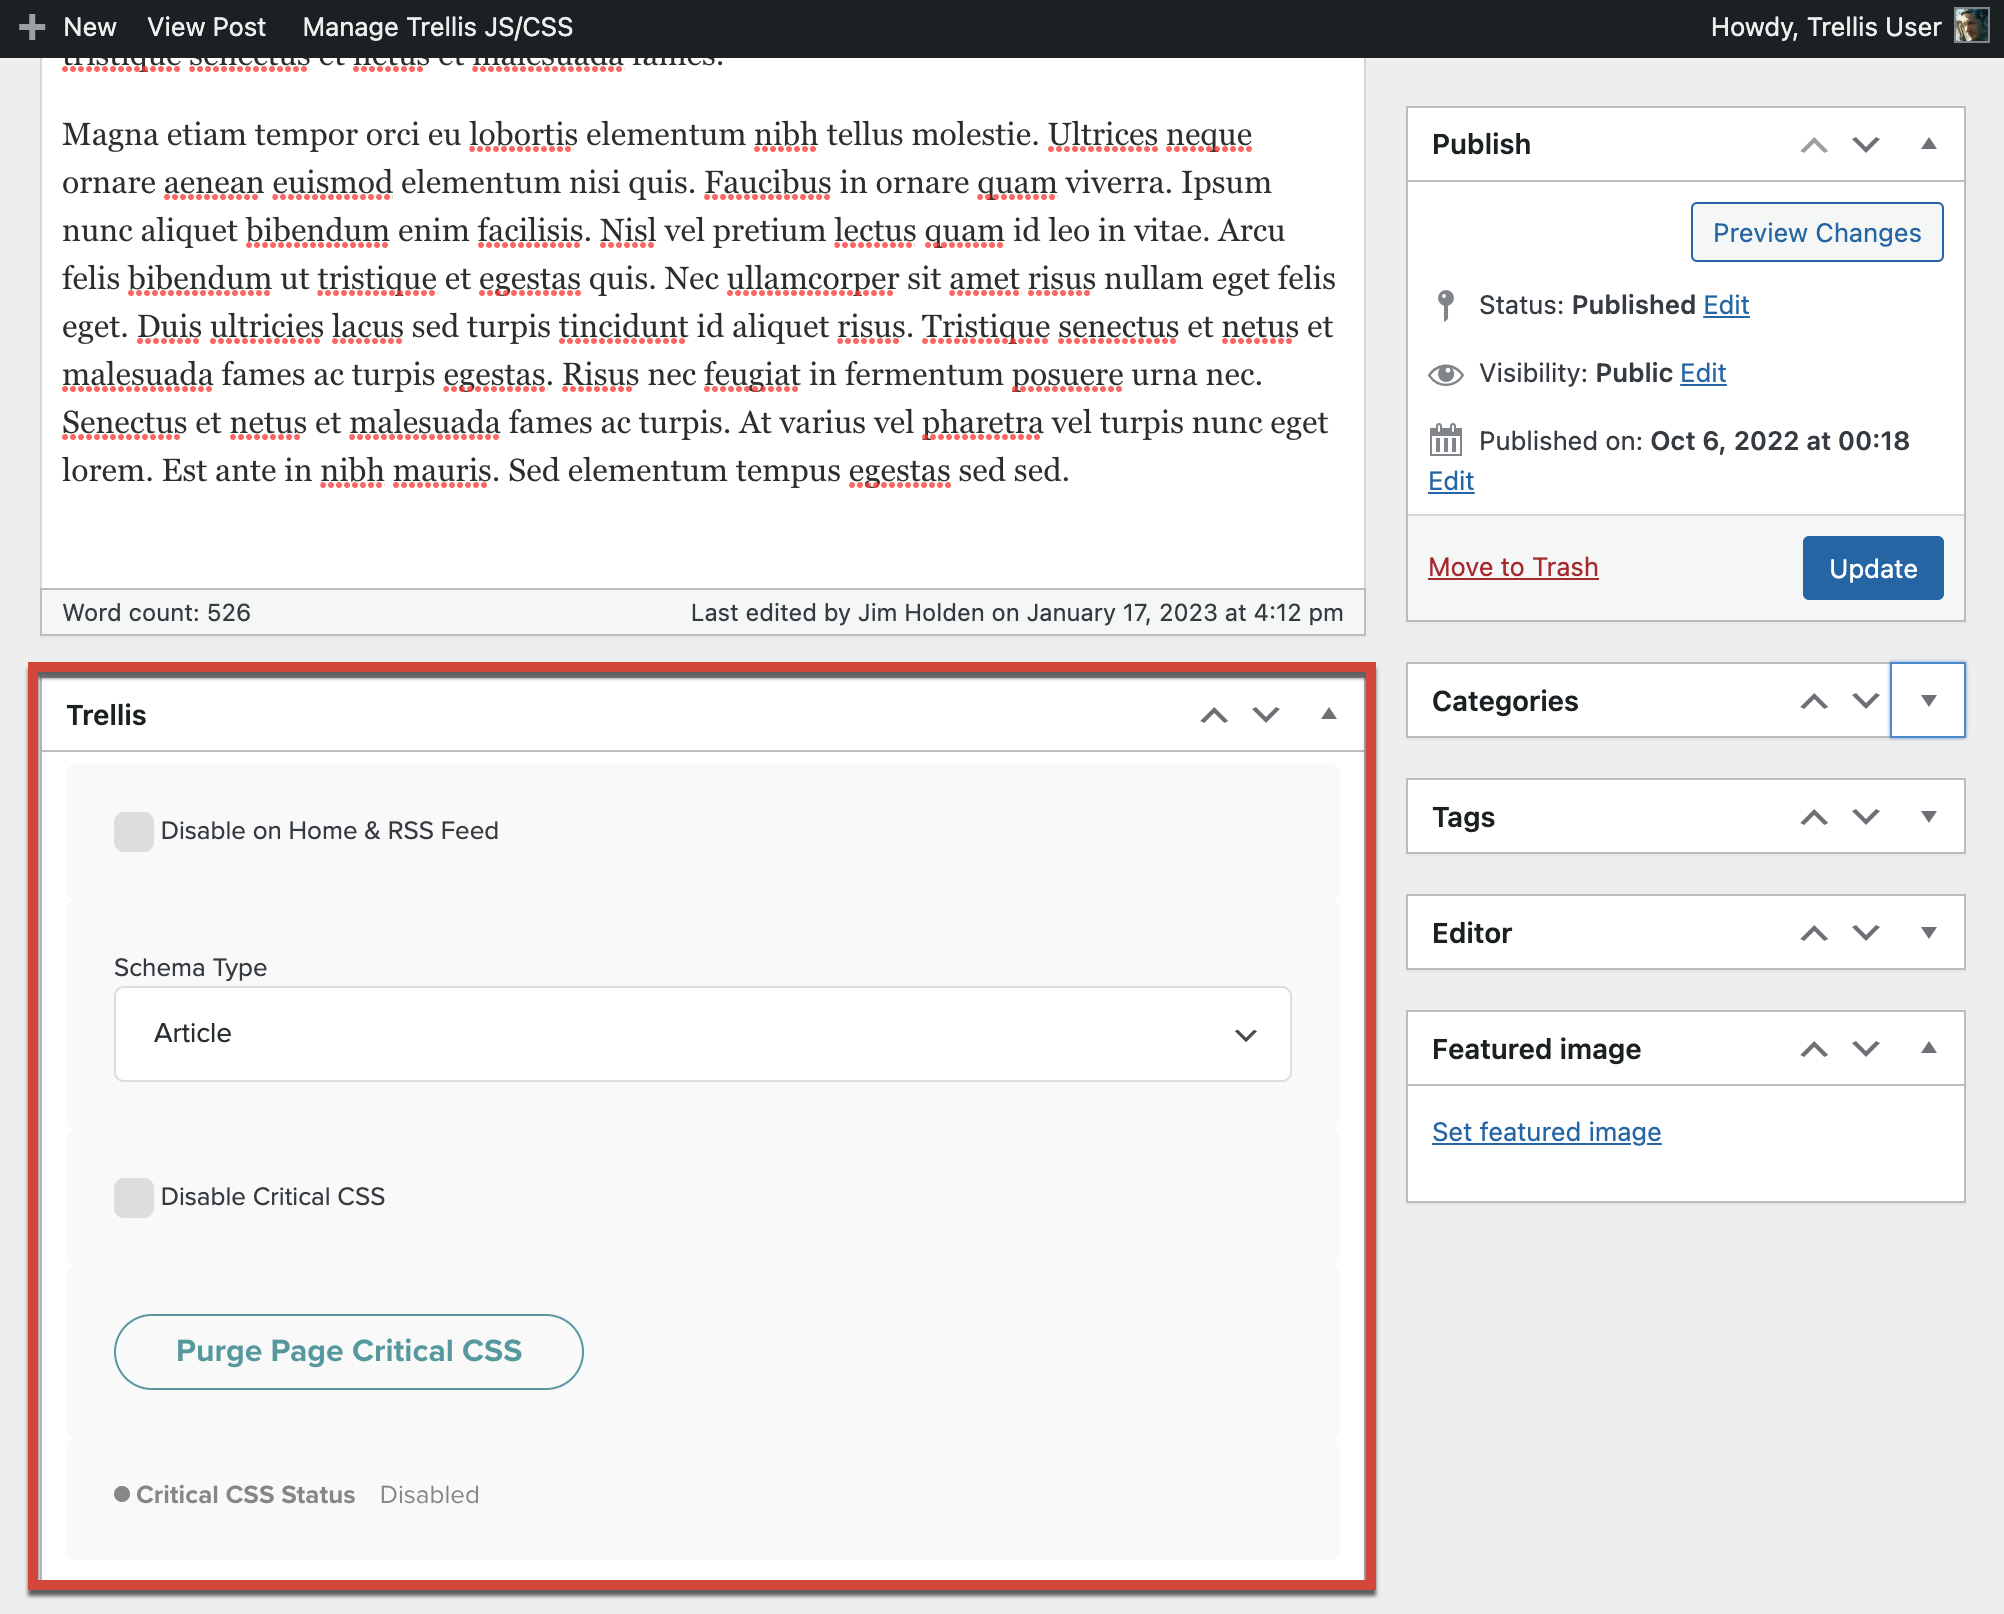 New View Post Manage Trellis JS/CSS Howdy, Trellis User
tristique senectus et netus et malesuada fames.
Magna etiam tempor orci eu lobortis elementum nibh tellus molestie. Ultrices neque
ornare aenean euismod elementum nisi quis. Faucibus in ornare quam viverra. Ipsum
nunc aliquet bibendum enim facilisis. Nisl vel pretium lectus quam id leo in vitae. Arcu
felis bibendum ut tristique et egestas quis. Nec ullamcorper sit amet risus nullam eget felis
eget. Duis ultricies lacus sed turpis tincidunt id aliquet risus. Tristique senectus et netus et
malesuada fames ac turpis egestas. Risus nec feugiat in fermentum posuere urna nec.
Senectus et netus et malesuada fames ac turpis. At varius vel pharetra vel turpis nunc eget
lorem. Est ante in nibh mauris. Sed elementum tempus egestas sed sed.
Word count: 526 Last edited by Jim Holden on January 17, 2023 at 4:12 pm
Trellis
Disable on Home & RSS Feed
Schema Type
Article
Disable Critical CSS
Purge Page Critical CSS
Critical CSS Status Disabled
Publish
Preview Changes
Status: Published Edit
Visibility: Public Edit
Published on: Oct 6, 2022 at 00:18
Edit
Move to Trash Update
Categories
Tags
Editor
Featured image
Set featured image